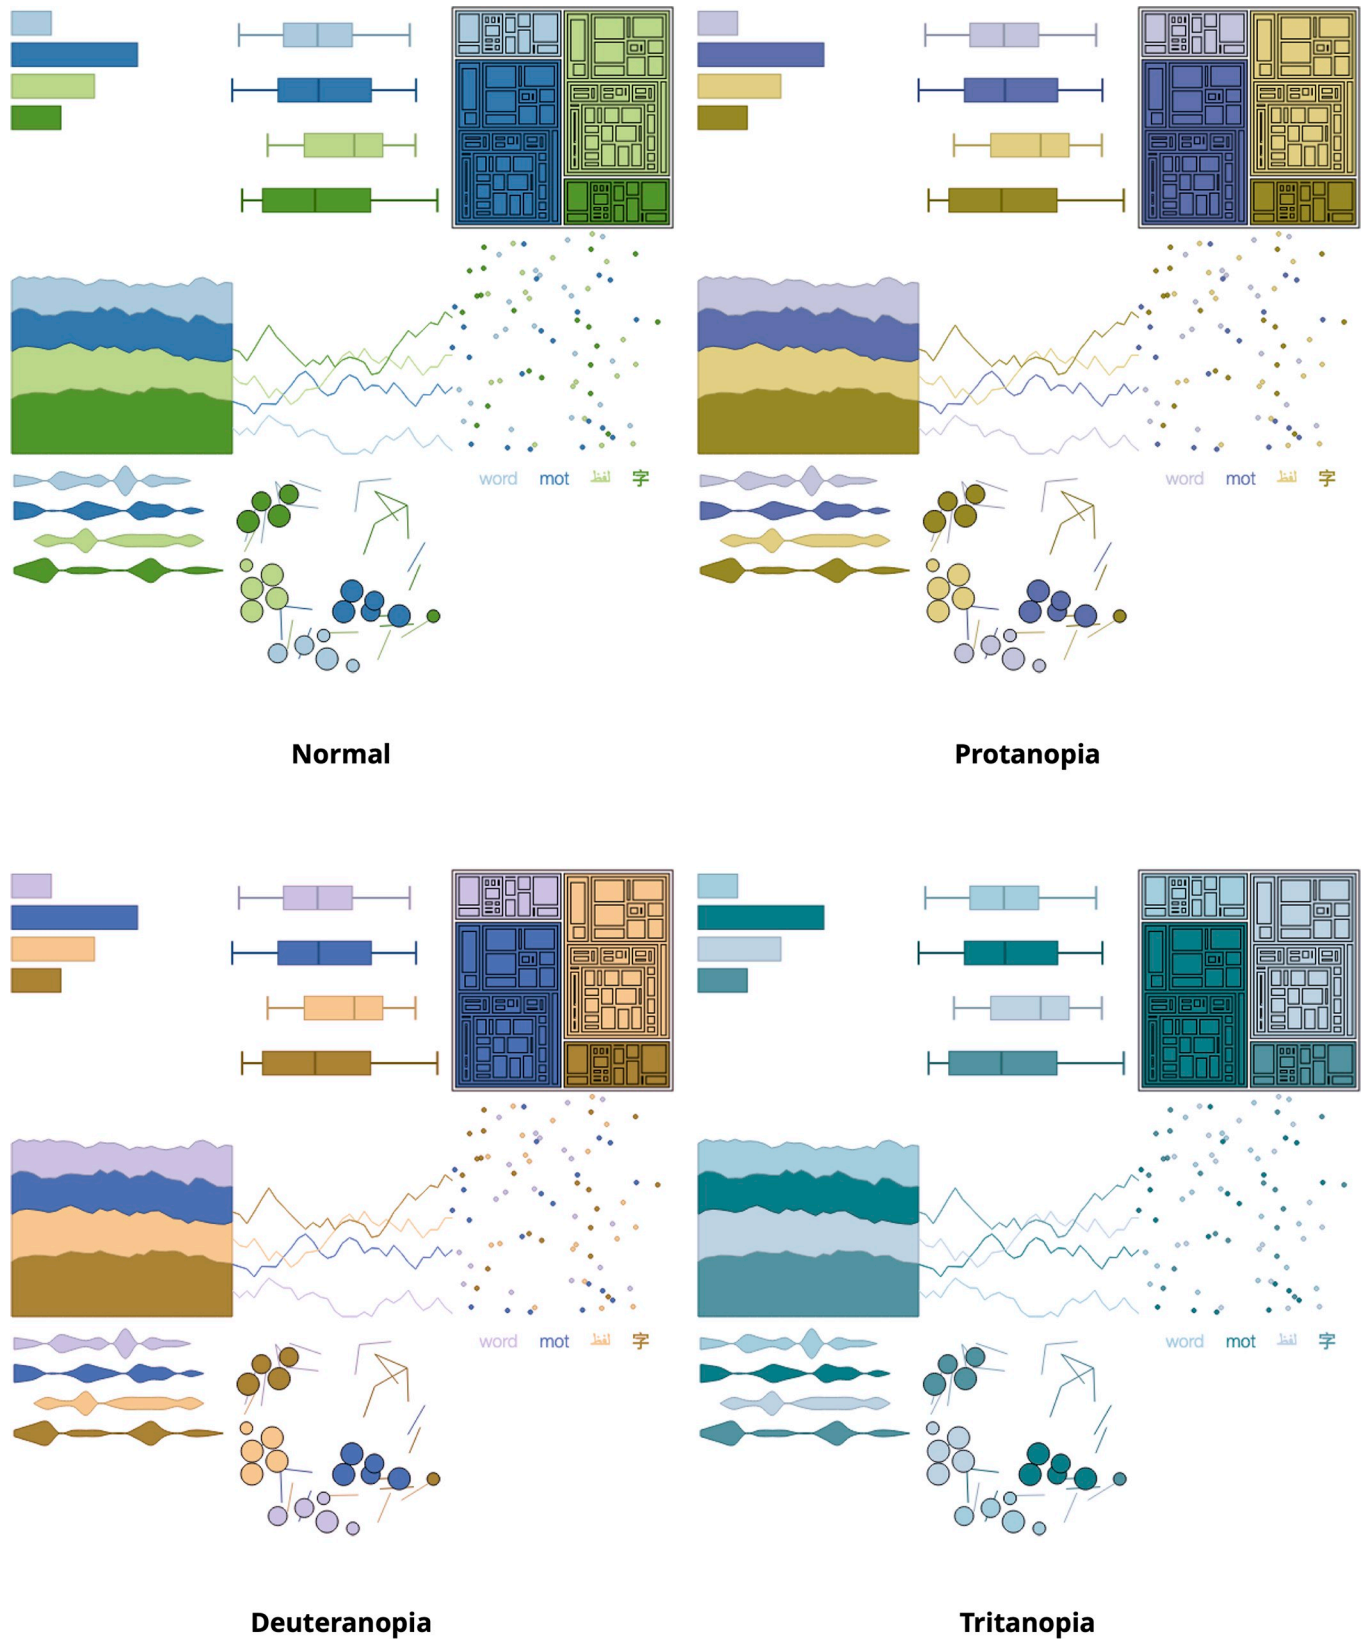 word mot لفظ 字
word mot لفظ 字
Normal
Protanopia
word mot لفظ 字
word mot لفظ 字
Deuteranopia
Tritanopia